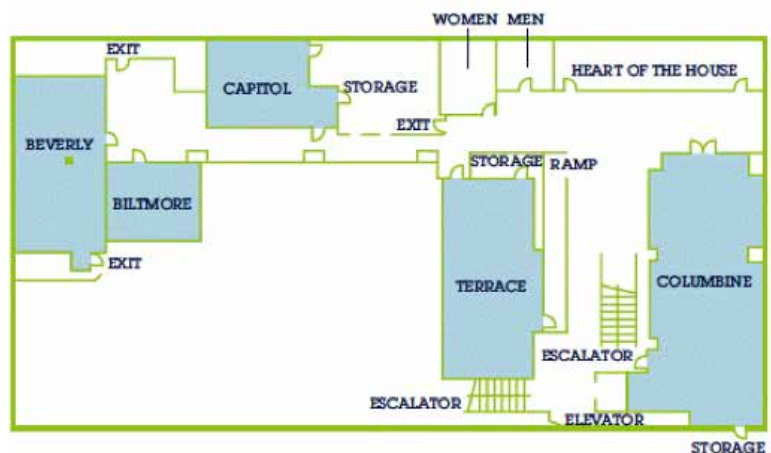 WOMEN MEN
EXIT
HEART OF THE HOUSE
CAPITOL
STORAGE
EXIT
BEVERLY
STORAGE
RAMP
BILTMORE
EXIT
TERRACE
COLUMBINE
ESCALATOR
ESCALATOR
ELEVATOR
STORAGE